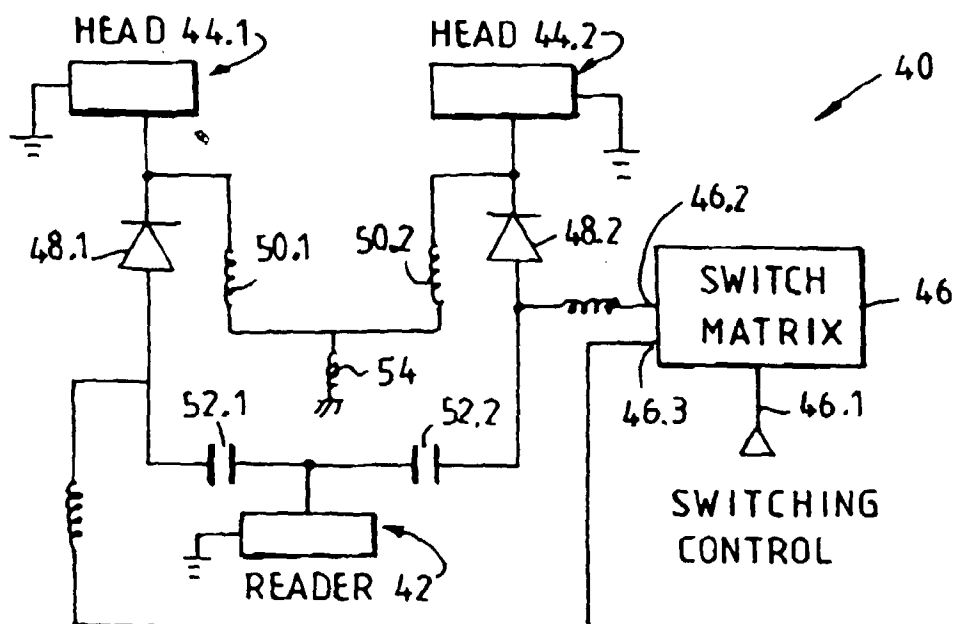 HEAD 44.1
HEAD 44.2
40
46.2
48.1
50.1
50.2
48.2
SWITCH
MATRIX
46
54
52.1
52.2
46.3
46.1
SWITCHING
CONTROL
READER 42